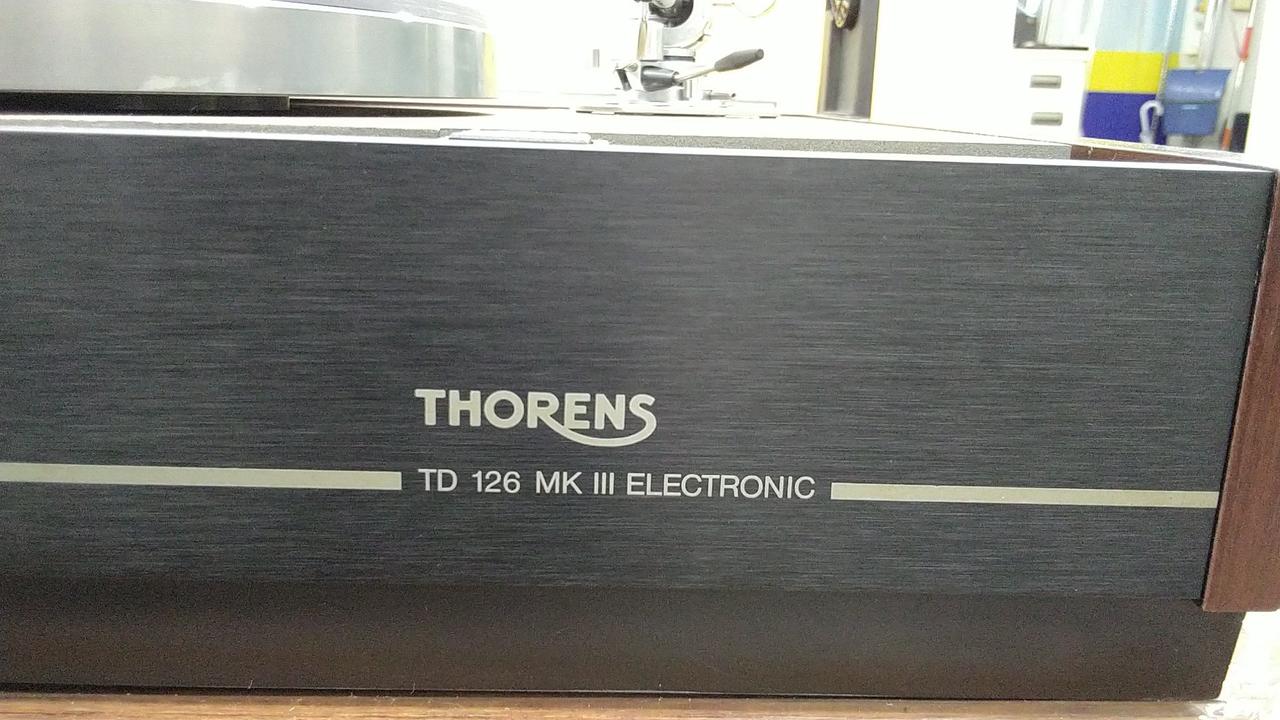 THORENS
TD 126 MK III ELECTRONIC